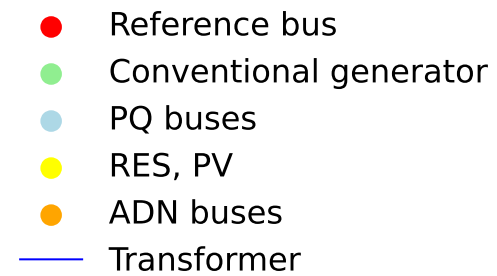 Reference bus
Conventional generator
PQ buses
RES, PV
ADN buses
Transformer